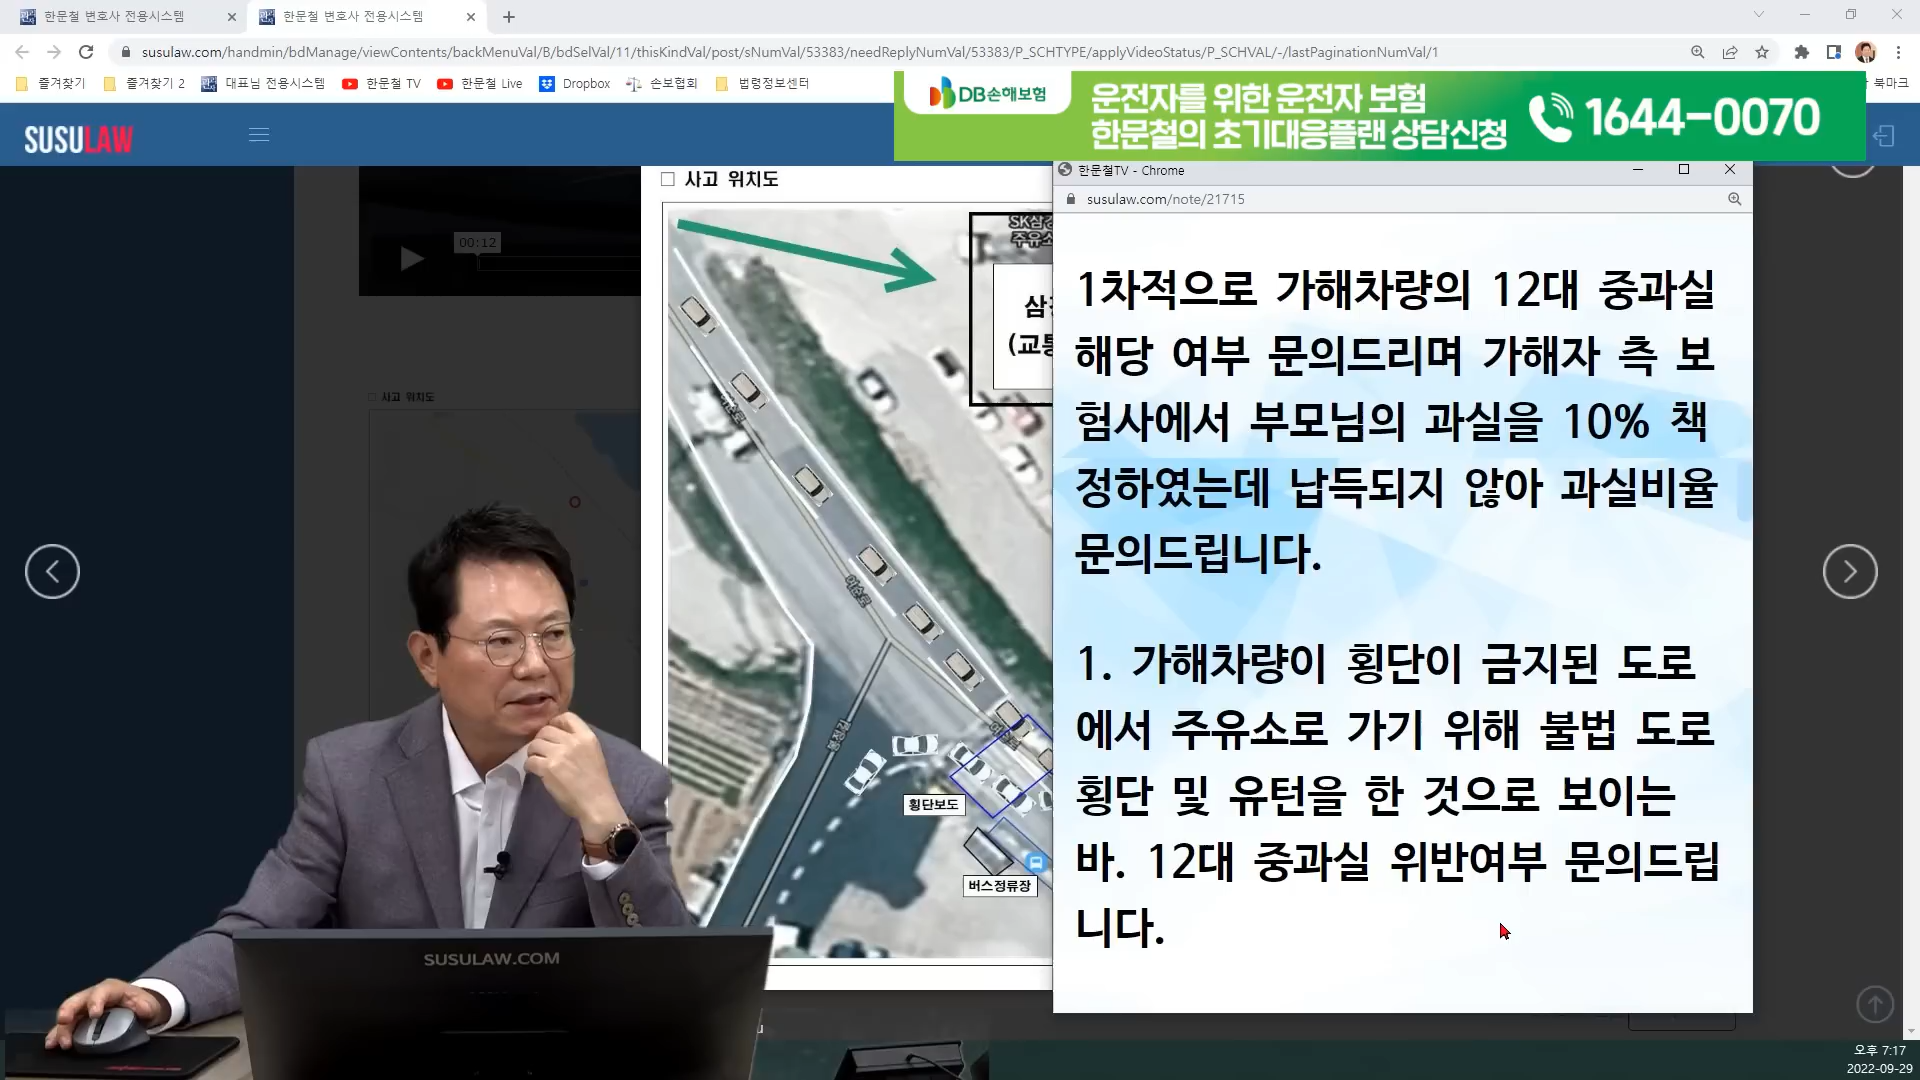 한문철 변호사 전용시스템
한문철 변호사 전용시스템
susulaw.com/handmin/bdManage/viewContents/backMenuVal/B/bdSelVal/11/thisKindVal/post/sNumVal/53383/needReplyNumVal/53383/P_SCHTYPE/applyVideoStatus/P_SCHVAL/-/lastPaginationNumVal/1
즐겨찾기
즐겨찾기 2
대표님 전용시스템
한문철 TV
한문철 Live
Dropbox
손보협회
법령정보센터
북마크
DB손해보험
운전자를 위한 운전자 보험
한문철의 초기대응플랜 상담신청
1644-0070
SUSULAW
사고 위치도
한문철TV - Chrome
susulaw.com/note/21715
00:12
사고 위치도
SK삼
주유소
삼
(교통
횡단보도
버스정류장
1차적으로 가해차량의 12대 중과실
해당 여부 문의드리며 가해자 측 보
험사에서 부모님의 과실을 10% 책
정하였는데 납득되지 않아 과실비율
문의드립니다.
1. 가해차량이 횡단이 금지된 도로
에서 주유소로 가기 위해 불법 도로
횡단 및 유턴을 한 것으로 보이는
바. 12대 중과실 위반여부 문의드립
니다.
SUSULAW.COM
오후 7:17
2022-09-29